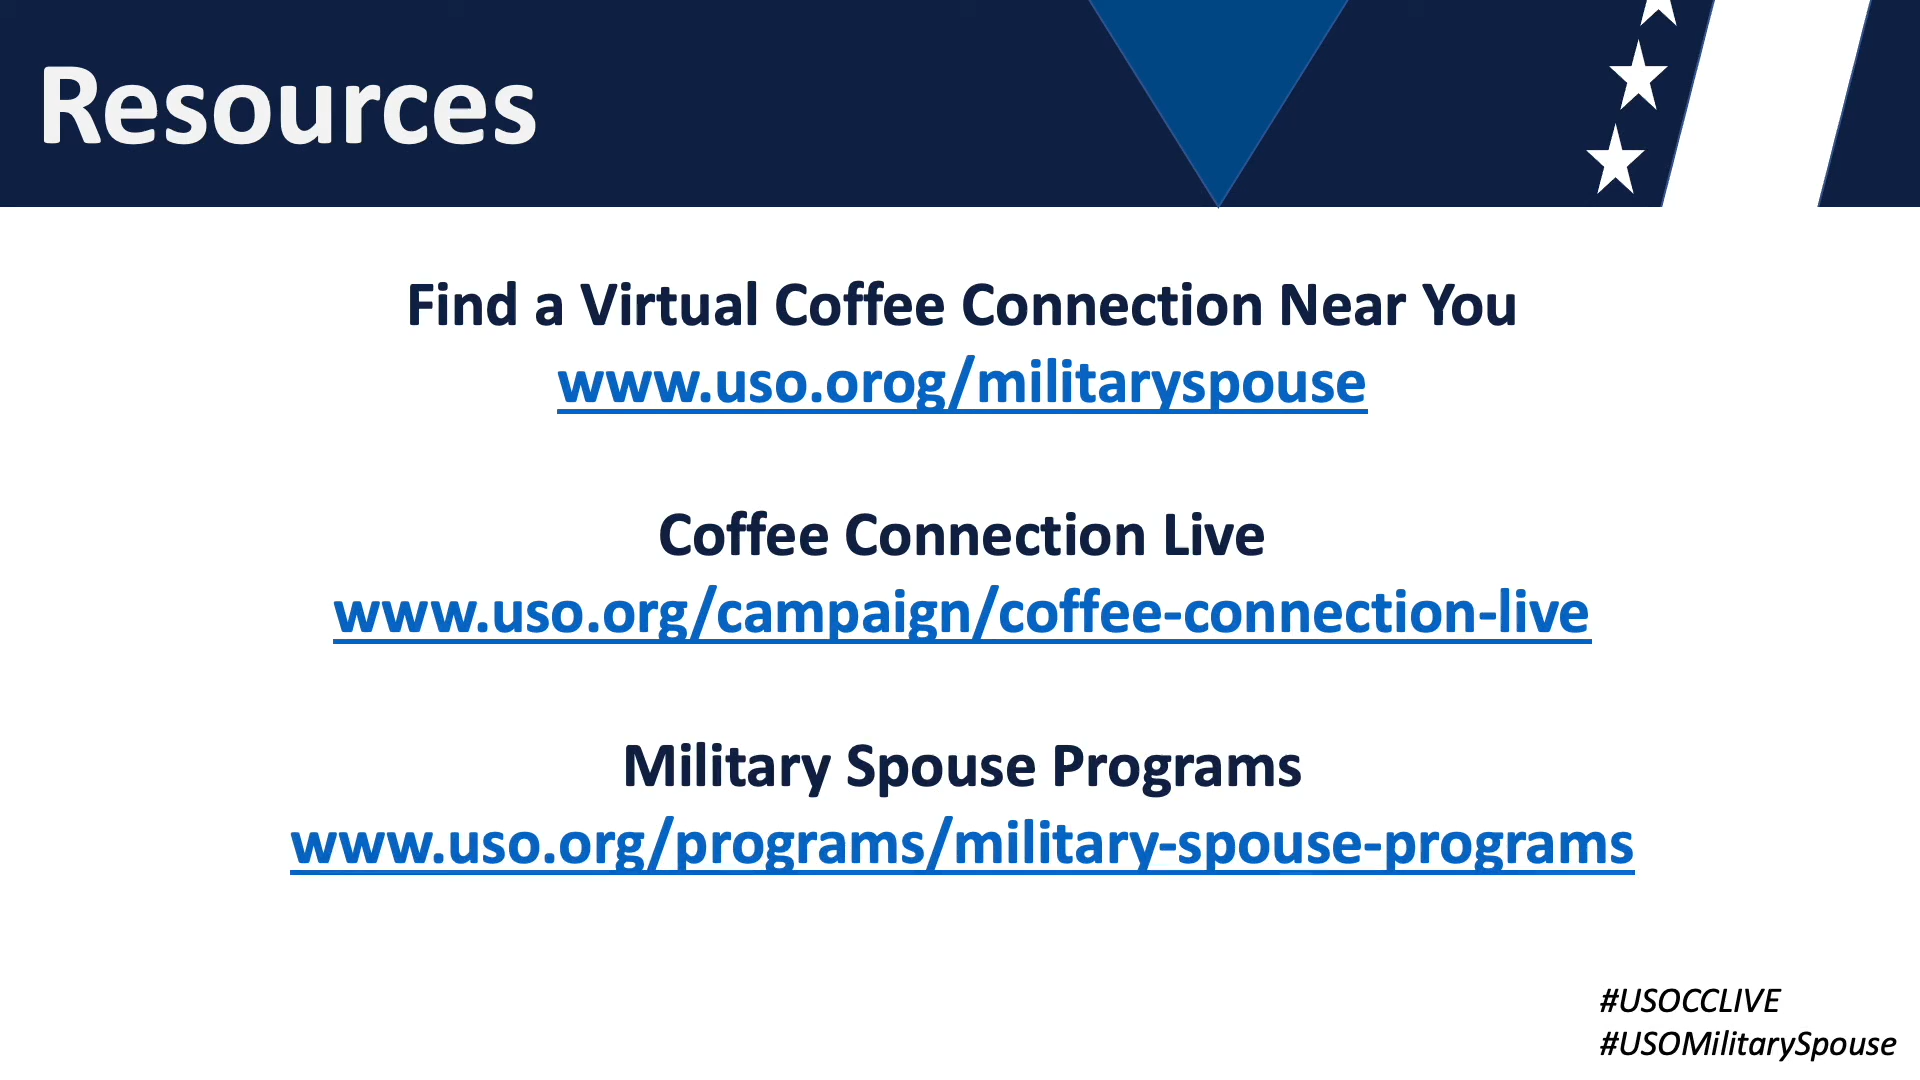 Resources
Find a Virtual Coffee Connection Near You
www.uso.orog/militaryspouse
Coffee Connection Live
www.uso.org/campaign/coffee-connection-live
Military Spouse Programs
www.uso.org/programs/military-spouse-programs
#USOCCLIVE
#USOMilitarySpouse